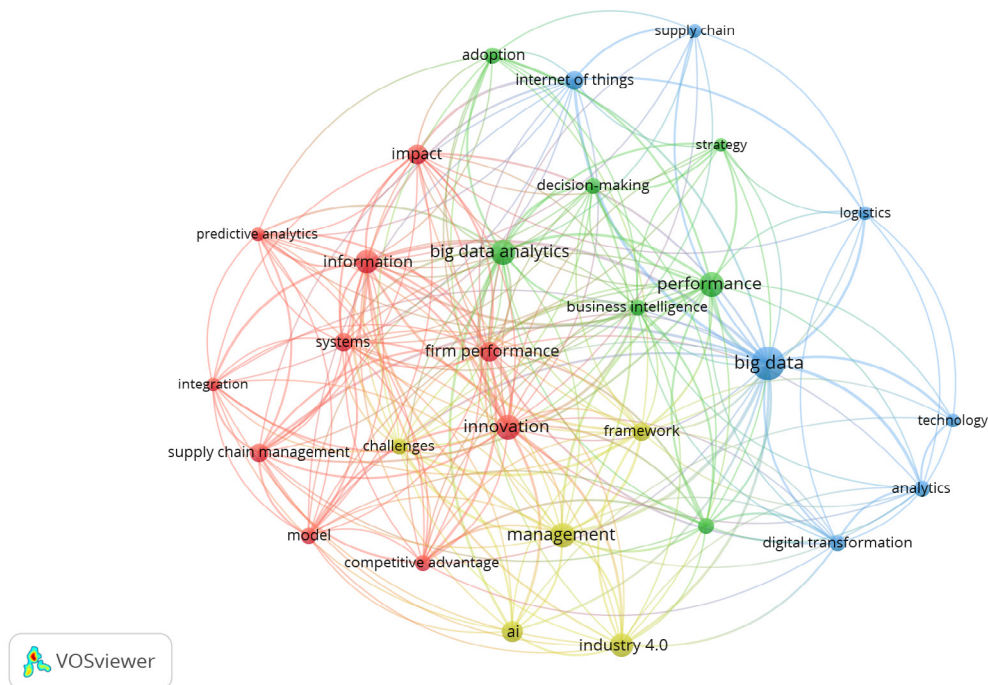 supply chain
adoption
internet of things
strategy
impact
decision-making
logistics
predictive analytics
big data analytics
information
performance
business intelligence
systems
firm performance
big data
integration
technology
innovation
framework
challenges
supply chain management
analytics
model
management
digital transformation
competitive advantage
ai
industry 4.0
VOSviewer